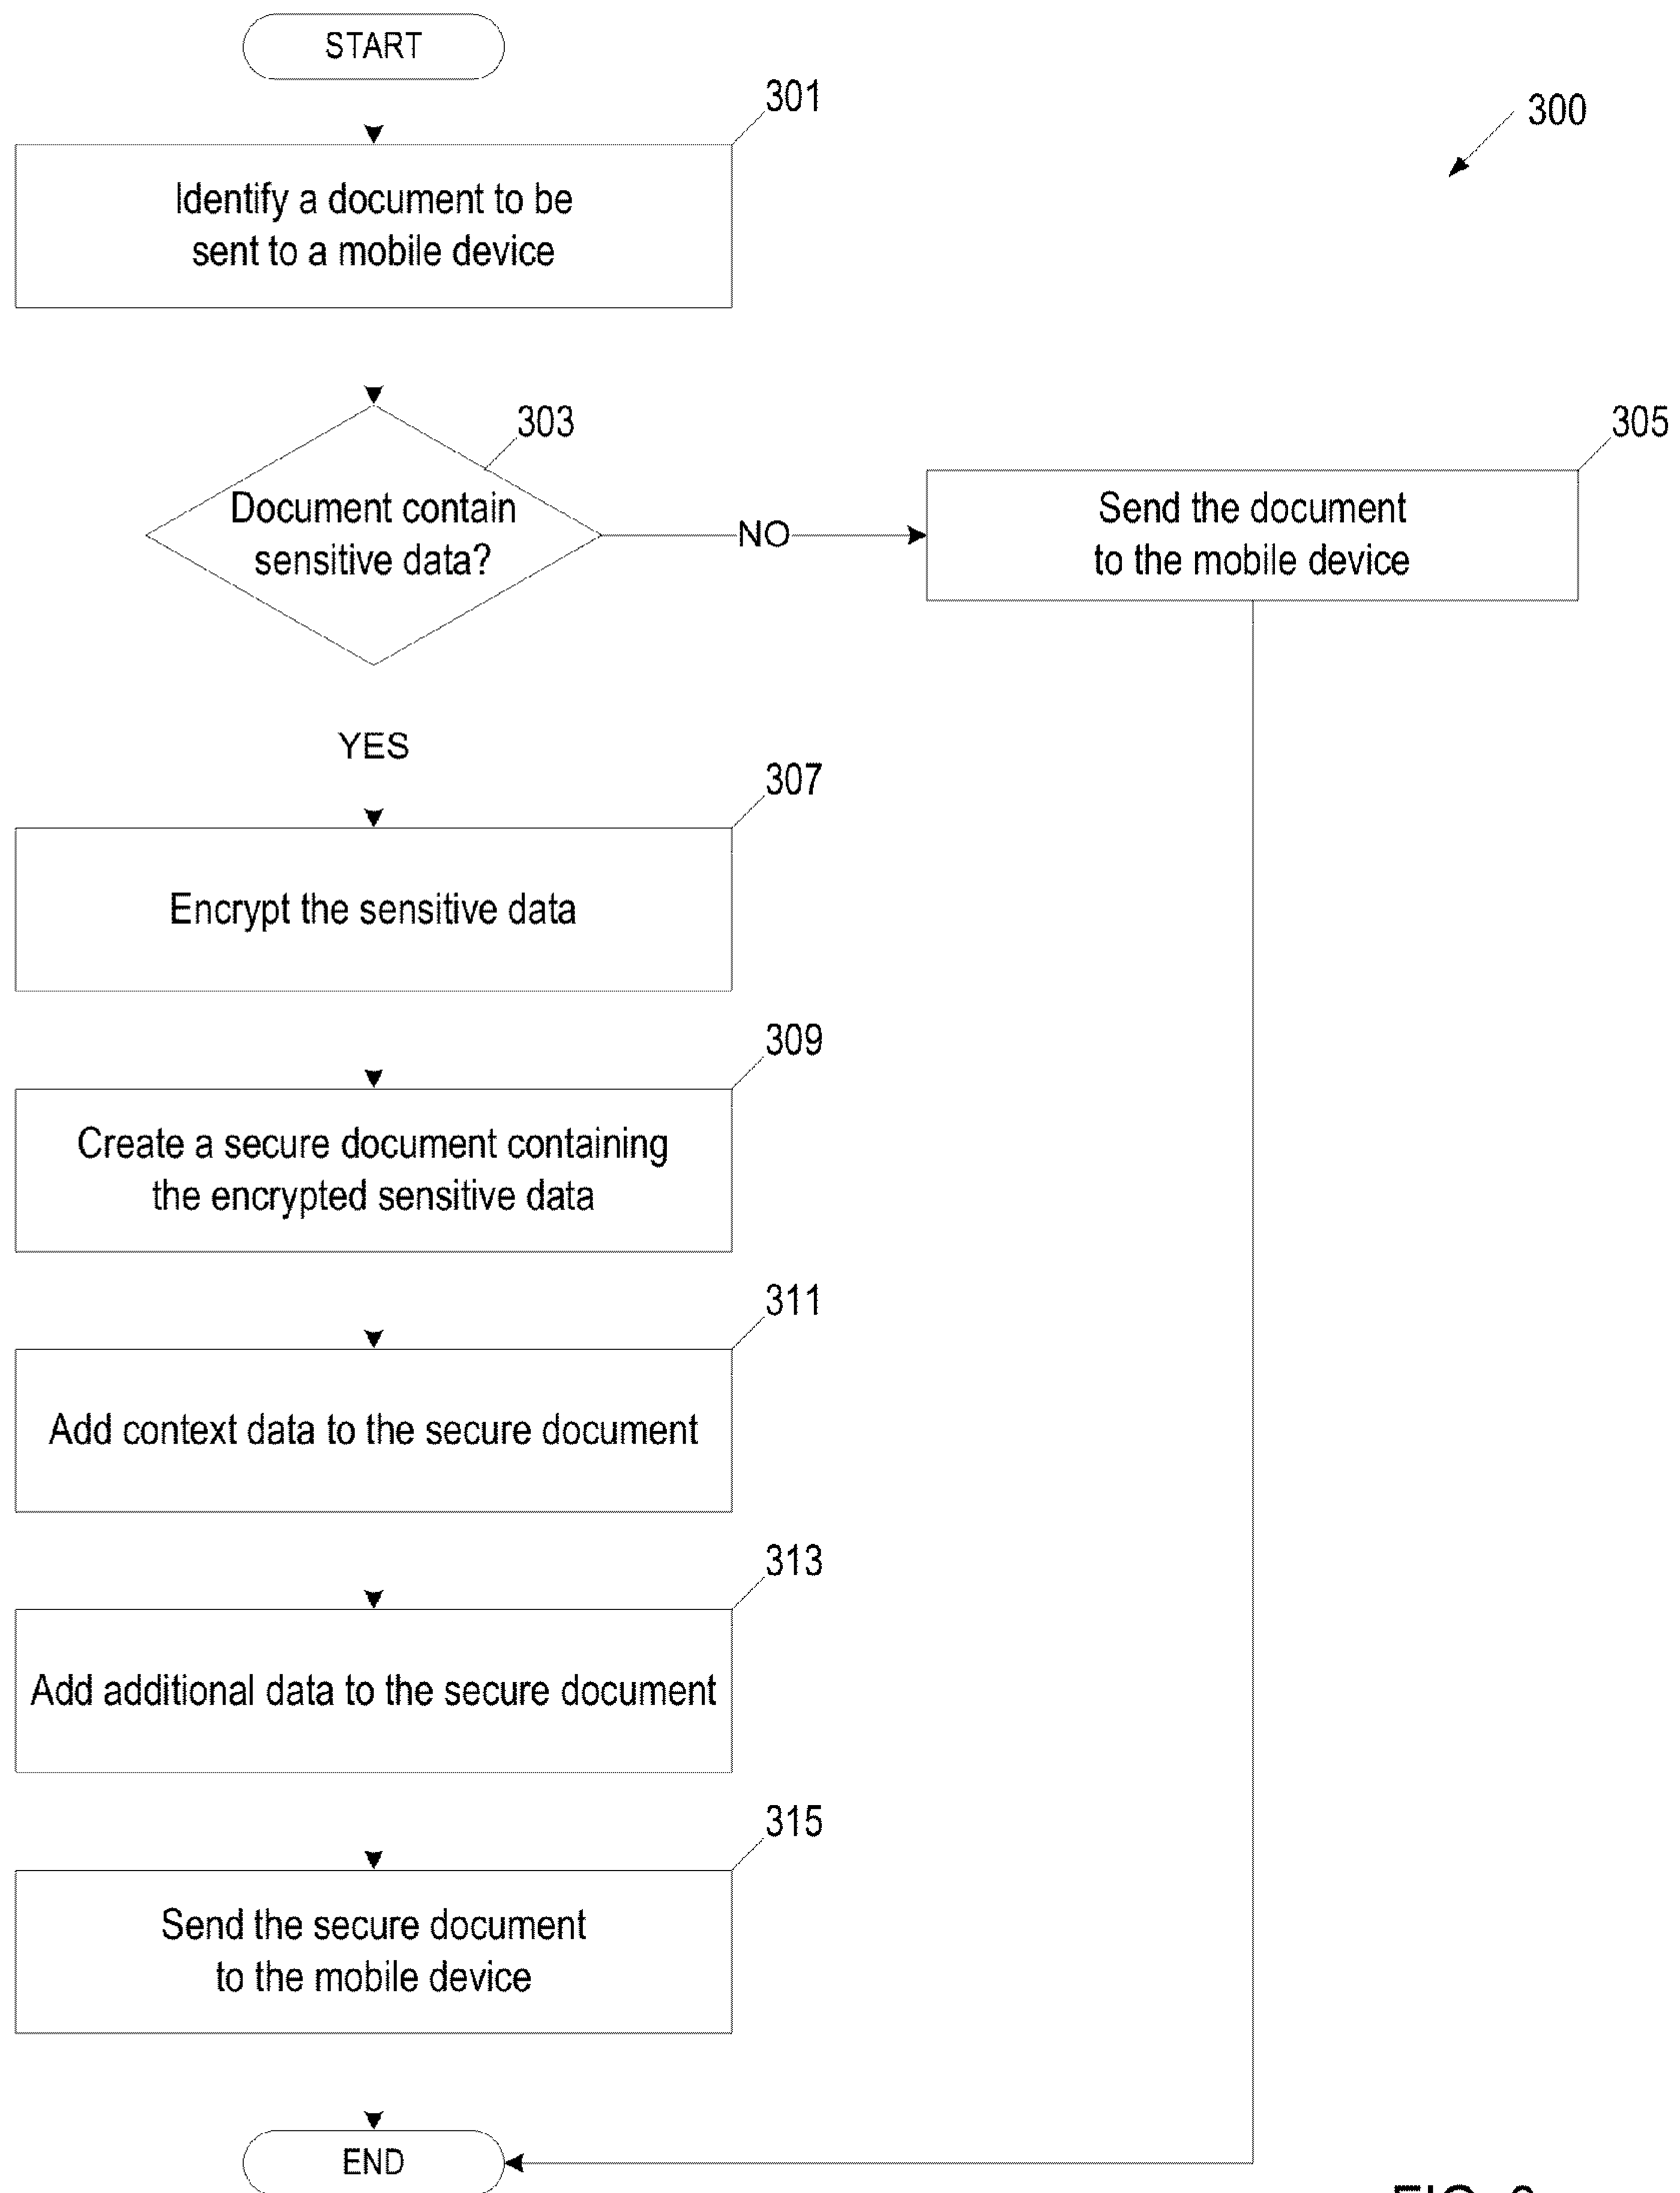 START
301
300
Identify a document to be
sent to a mobile device
303
305
Document contain
sensitive data?
NO
Send the document
to the mobile device
YES
307
Encrypt the sensitive data
309
Create a secure document containing
the encrypted sensitive data
311
Add context data to the secure document
313
Add additional data to the secure document
315
Send the secure document
to the mobile device
END
FIG.